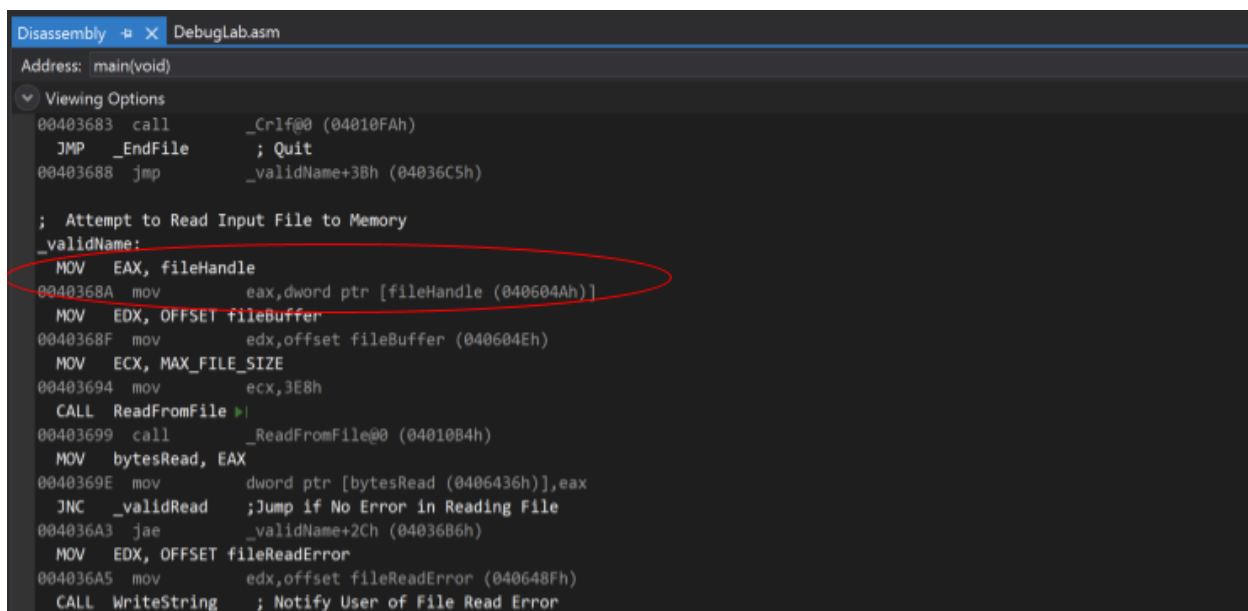 Disassembly DebugLab.asm
Address: main(void)
Viewing Options
00403683 call _Crlf@0 (04010FAh)
JMP _EndFile ; Quit
00403688 jmp _validName+3Bh (04036C5h)
; Attempt to Read Input File to Memory
_validName:
MOV EAX, fileHandle
0040368A mov eax,dword ptr [fileHandle (040604Ah)]
MOV EDX, OFFSET fileBuffer
0040368F mov edx,offset fileBuffer (040604Eh)
MOV ECX, MAX_FILE_SIZE
00403694 mov ecx,3E8h
CALL ReadFromFile
00403699 call _ReadFromFile@0 (04010B4h)
MOV bytesRead, EAX
0040369E mov dword ptr [bytesRead (0406436h)],eax
JNC _validRead ;Jump if No Error in Reading File
004036A3 jae _validName+2Ch (04036B6h)
MOV EDX, OFFSET fileReadError
004036A5 mov edx,offset fileReadError (040648Fh)
CALL WriteString ; Notify User of File Read Error